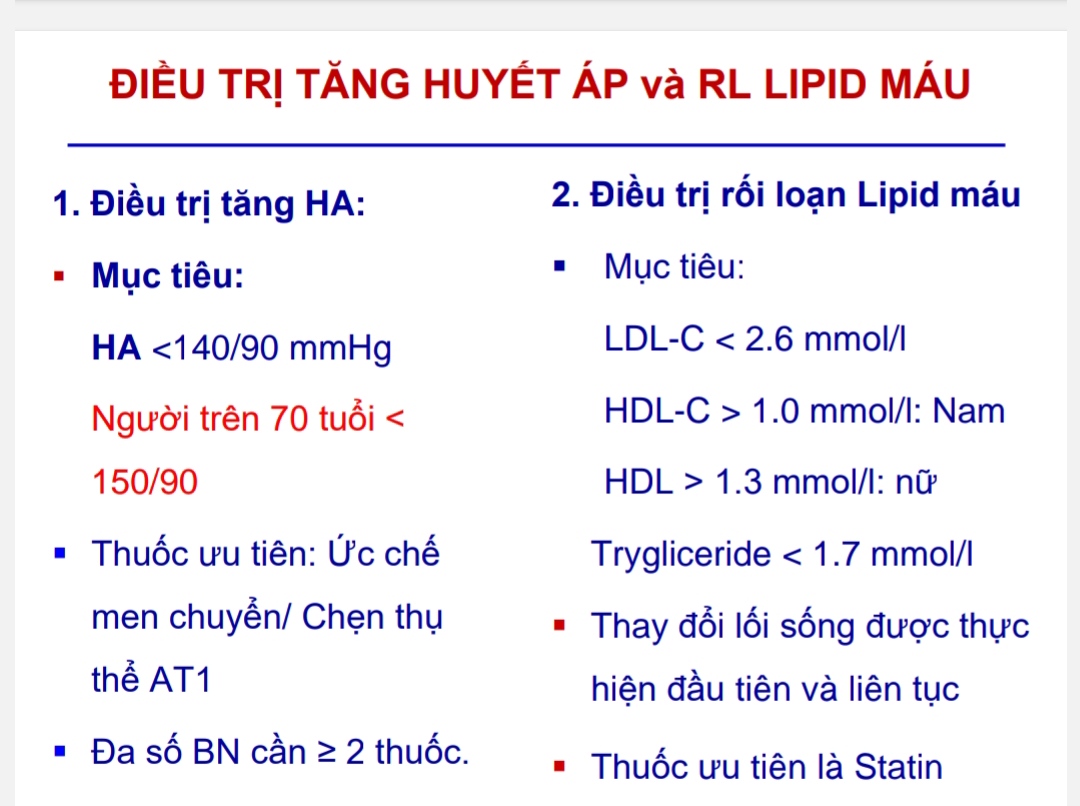 ĐIỀU TRỊ TĂNG HUYẾT ÁP và RL LIPID MÁU
1. Điều trị tăng HA:
▪ Mục tiêu:
HA <140/90 mmHg
Người trên 70 tuổi <
150/90
▪ Thuốc ưu tiên: Ức chế
men chuyển/ Chẹn thụ
thể AT1
▪ Đa số BN cần ≥ 2 thuốc.
2. Điều trị rối loạn Lipid máu
▪ Mục tiêu:
LDL-C < 2.6 mmol/l
HDL-C > 1.0 mmol/l: Nam
HDL > 1.3 mmol/l: nữ
Trygliceride < 1.7 mmol/l
▪ Thay đổi lối sống được thực
hiện đầu tiên và liên tục
▪ Thuốc ưu tiên là Statin